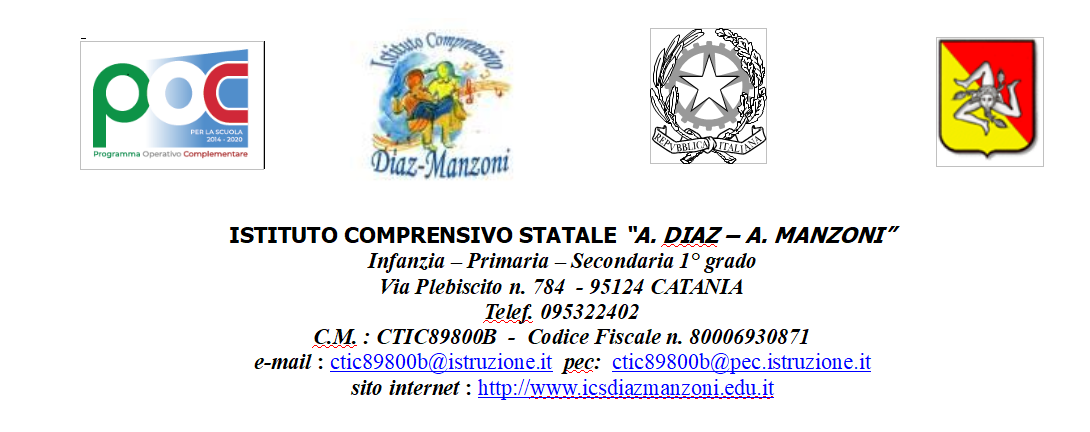 poc
PER LA SCUOLA
2014 - 2020
Programma Operativo Complementare
Istituto Comprensivo
Diaz-Manzoni
REPVBBLICA ITALIANA
ISTITUTO COMPRENSIVO STATALE “A. DIAZ – A. MANZONI”
Infanzia – Primaria – Secondaria 1° grado
Via Plebiscito n. 784 - 95124 CATANIA
Telef. 095322402
C.M. : CTIC89800B - Codice Fiscale n. 80006930871
e-mail : ctic89800b@istruzione.it pec: ctic89800b@pec.istruzione.it
sito internet : http://www.icsdiazmanzoni.edu.it